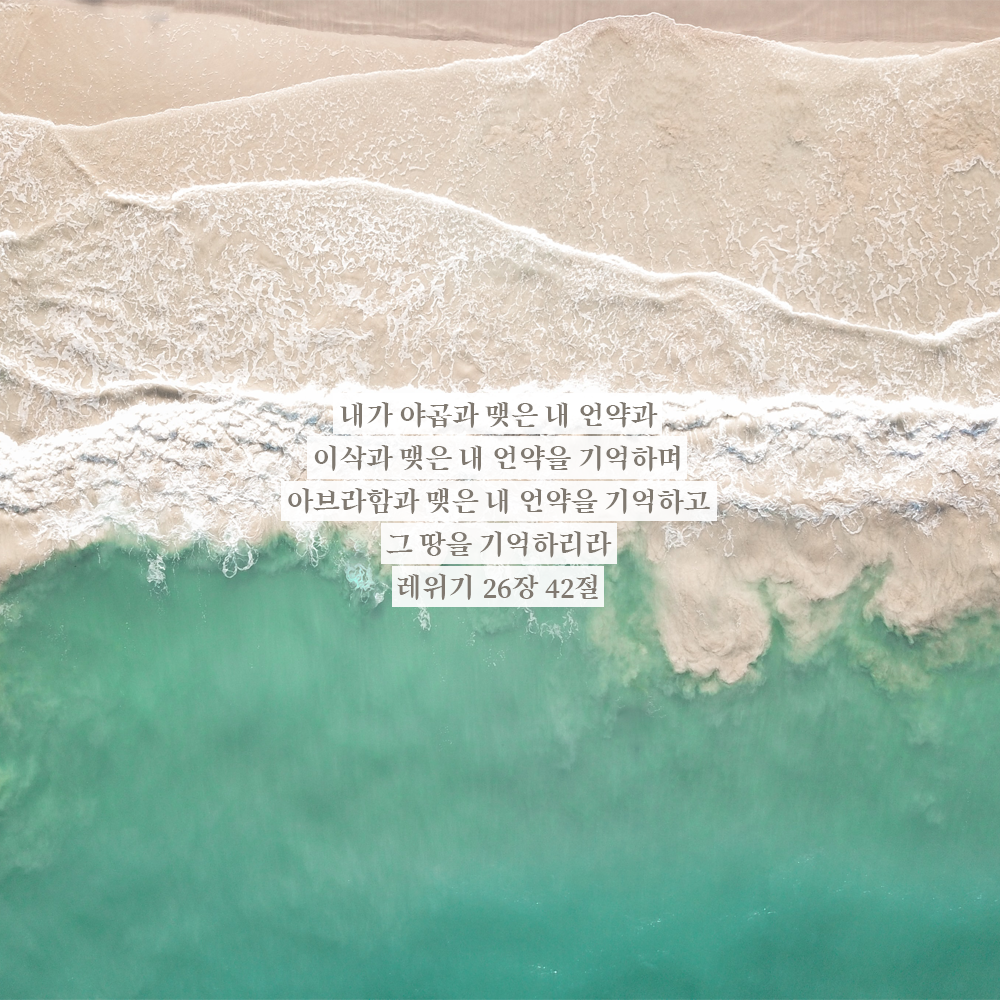 내가 야곱과 맺은 내 언약과
이삭과 맺은 내 언약을 기억하며
아브라함과 맺은 내 언약을 기억하고
그 땅을 기억하리라
레위기 26장 42절